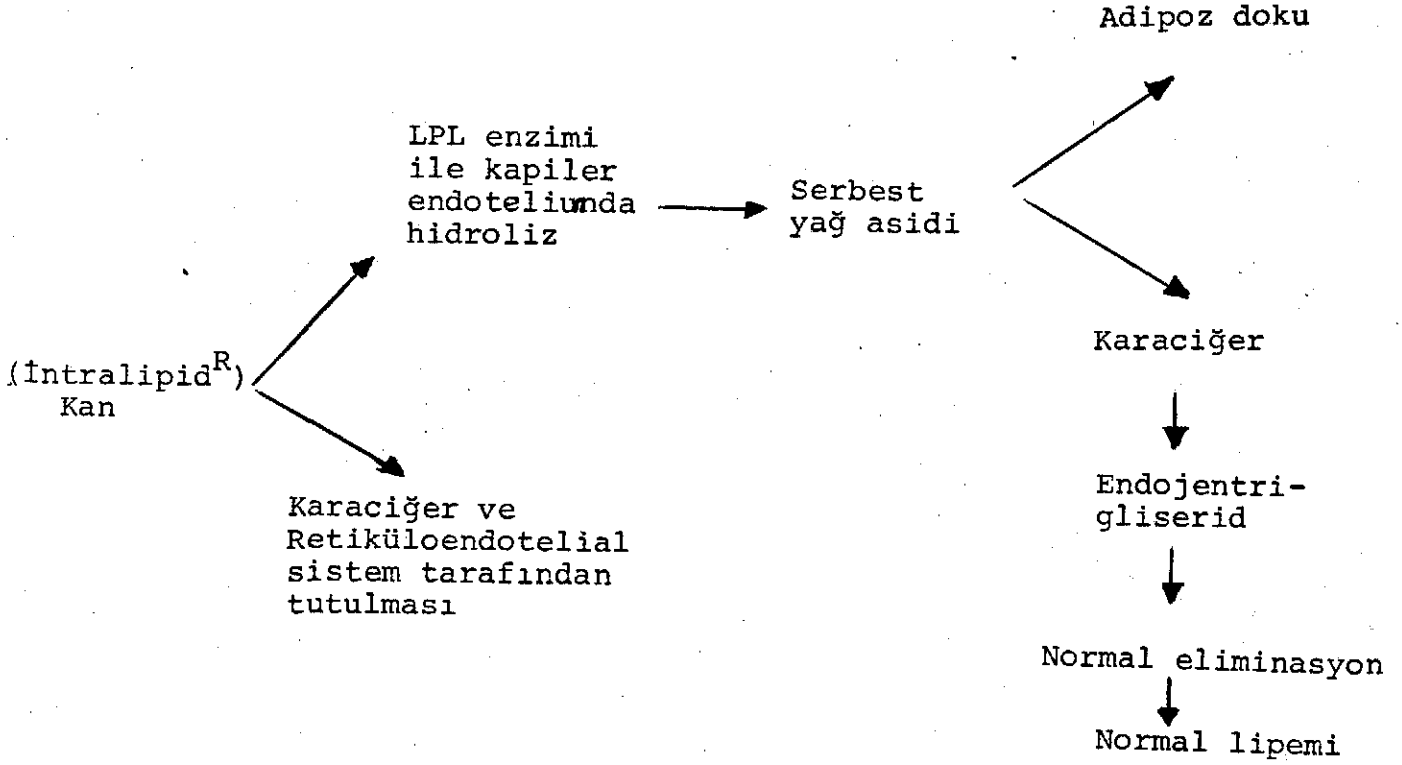 Adipoz doku
LPL enzimi
ile kapiler
endoteliumda
hidroliz
Serbest
yağ asidi
Karaciğer
(İntralipidᴿ)
Kan
Karaciğer ve
Retiküloendotelial
sistem tarafından
tutulması
Endojentri-
gliserid
Normal eliminasyon
Normal lipemi